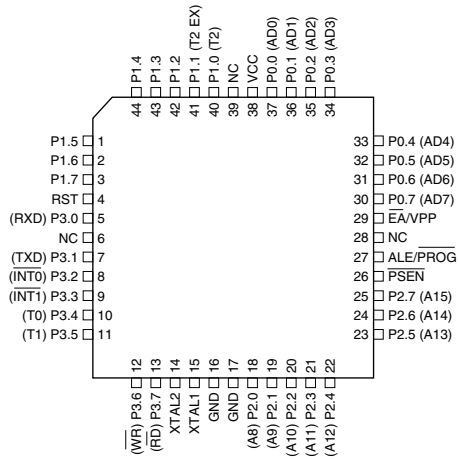 P1.4
P1.3
P1.2
P1.1 (T2 EX)
P1.0 (T2)
NC
VCC
P0.0 (AD0)
P0.1 (AD1)
P0.2 (AD2)
P0.3 (AD3)
44
43
42
41
40
39
38
37
36
35
34
P1.5 1
P1.6 2
P1.7 3
RST 4
(RXD) P3.0 5
NC 6
(TXD) P3.1 7
(INT0) P3.2 8
(INT1) P3.3 9
(T0) P3.4 10
(T1) P3.5 11
33 P0.4 (AD4)
32 P0.5 (AD5)
31 P0.6 (AD6)
30 P0.7 (AD7)
29 EA/VPP
28 NC
27 ALE/PROG
26 PSEN
25 P2.7 (A15)
24 P2.6 (A14)
23 P2.5 (A13)
12
13
14
15
16
17
18
19
20
21
22
(WR) P3.6
(RD) P3.7
XTAL2
XTAL1
GND
GND
(A8) P2.0
(A9) P2.1
(A10) P2.2
(A11) P2.3
(A12) P2.4